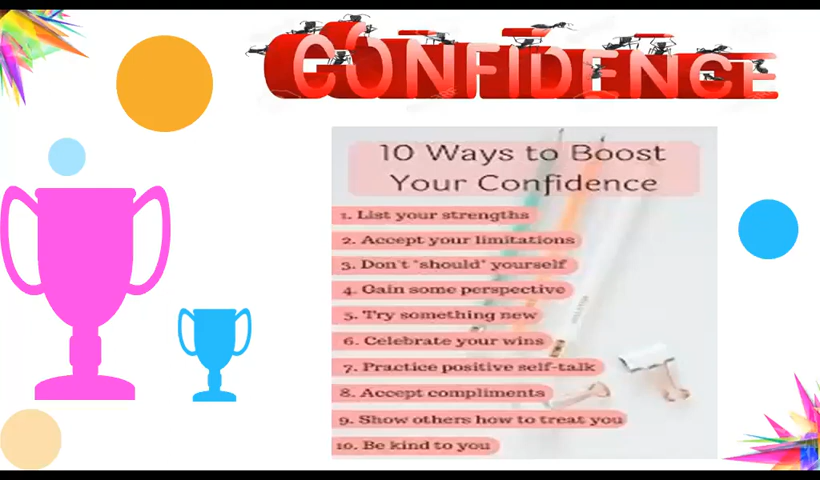 CONFIDENCE
10 Ways to Boost
Your Confidence
1. List your strengths
2. Accept your limitations
3. Don't "should" yourself
4. Gain some perspective
5. Try something new
6. Celebrate your wins
7. Practice positive self-talk
8. Accept compliments
9. Show others how to treat you
10. Be kind to you